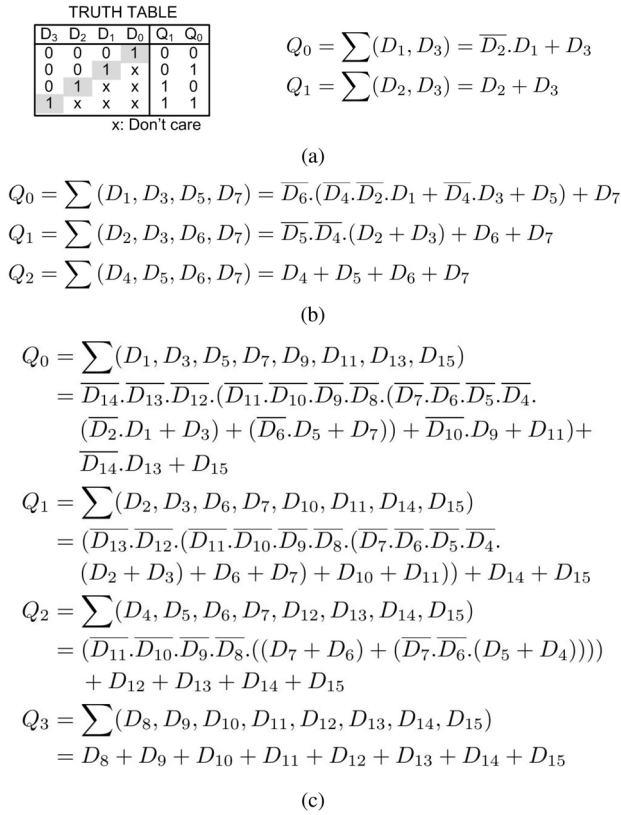 TRUTH TABLE
D₃ D₂ D₁ D₀ Q₁ Q₀
0 0 0 1 0 0
0 0 1 x 0 1
0 1 x x 1 0
1 x x x 1 1
x: Don't care
Q₀ = ∑(D₁, D₃) = D̅₂.D₁ + D₃
Q₁ = ∑(D₂, D₃) = D₂ + D₃
(a)
Q₀ = ∑ (D₁, D₃, D₅, D₇) = D̅₆.(D̅₄.D̅₂.D₁ + D̅₄.D₃ + D₅) + D₇
Q₁ = ∑ (D₂, D₃, D₆, D₇) = D̅₅.D̅₄.(D₂ + D₃) + D₆ + D₇
Q₂ = ∑ (D₄, D₅, D₆, D₇) = D₄ + D₅ + D₆ + D₇
(b)
Q₀ = ∑(D₁, D₃, D₅, D₇, D₉, D₁₁, D₁₃, D₁₅)
= D̅₁₄.D̅₁₃.D̅₁₂.(D̅₁₁.D̅₁₀.D̅₉.D̅₈.(D̅₇.D̅₆.D̅₅.D̅₄.
(D̅₂.D₁ + D₃) + (D̅₆.D₅ + D₇)) + D̅₁₀.D₉ + D₁₁)+
D̅₁₄.D₁₃ + D₁₅
Q₁ = ∑(D₂, D₃, D₆, D₇, D₁₀, D₁₁, D₁₄, D₁₅)
= (D̅₁₃.D̅₁₂.(D̅₁₁.D̅₁₀.D̅₉.D̅₈.(D̅₇.D̅₆.D̅₅.D̅₄.
(D₂ + D₃) + D₆ + D₇) + D₁₀ + D₁₁)) + D₁₄ + D₁₅
Q₂ = ∑(D₄, D₅, D₆, D₇, D₁₂, D₁₃, D₁₄, D₁₅)
= (D̅₁₁.D̅₁₀.D̅₉.D̅₈.((D₇ + D₆) + (D̅₇.D̅₆.(D₅ + D₄))))
+ D₁₂ + D₁₃ + D₁₄ + D₁₅
Q₃ = ∑(D₈, D₉, D₁₀, D₁₁, D₁₂, D₁₃, D₁₄, D₁₅)
= D₈ + D₉ + D₁₀ + D₁₁ + D₁₂ + D₁₃ + D₁₄ + D₁₅
(c)